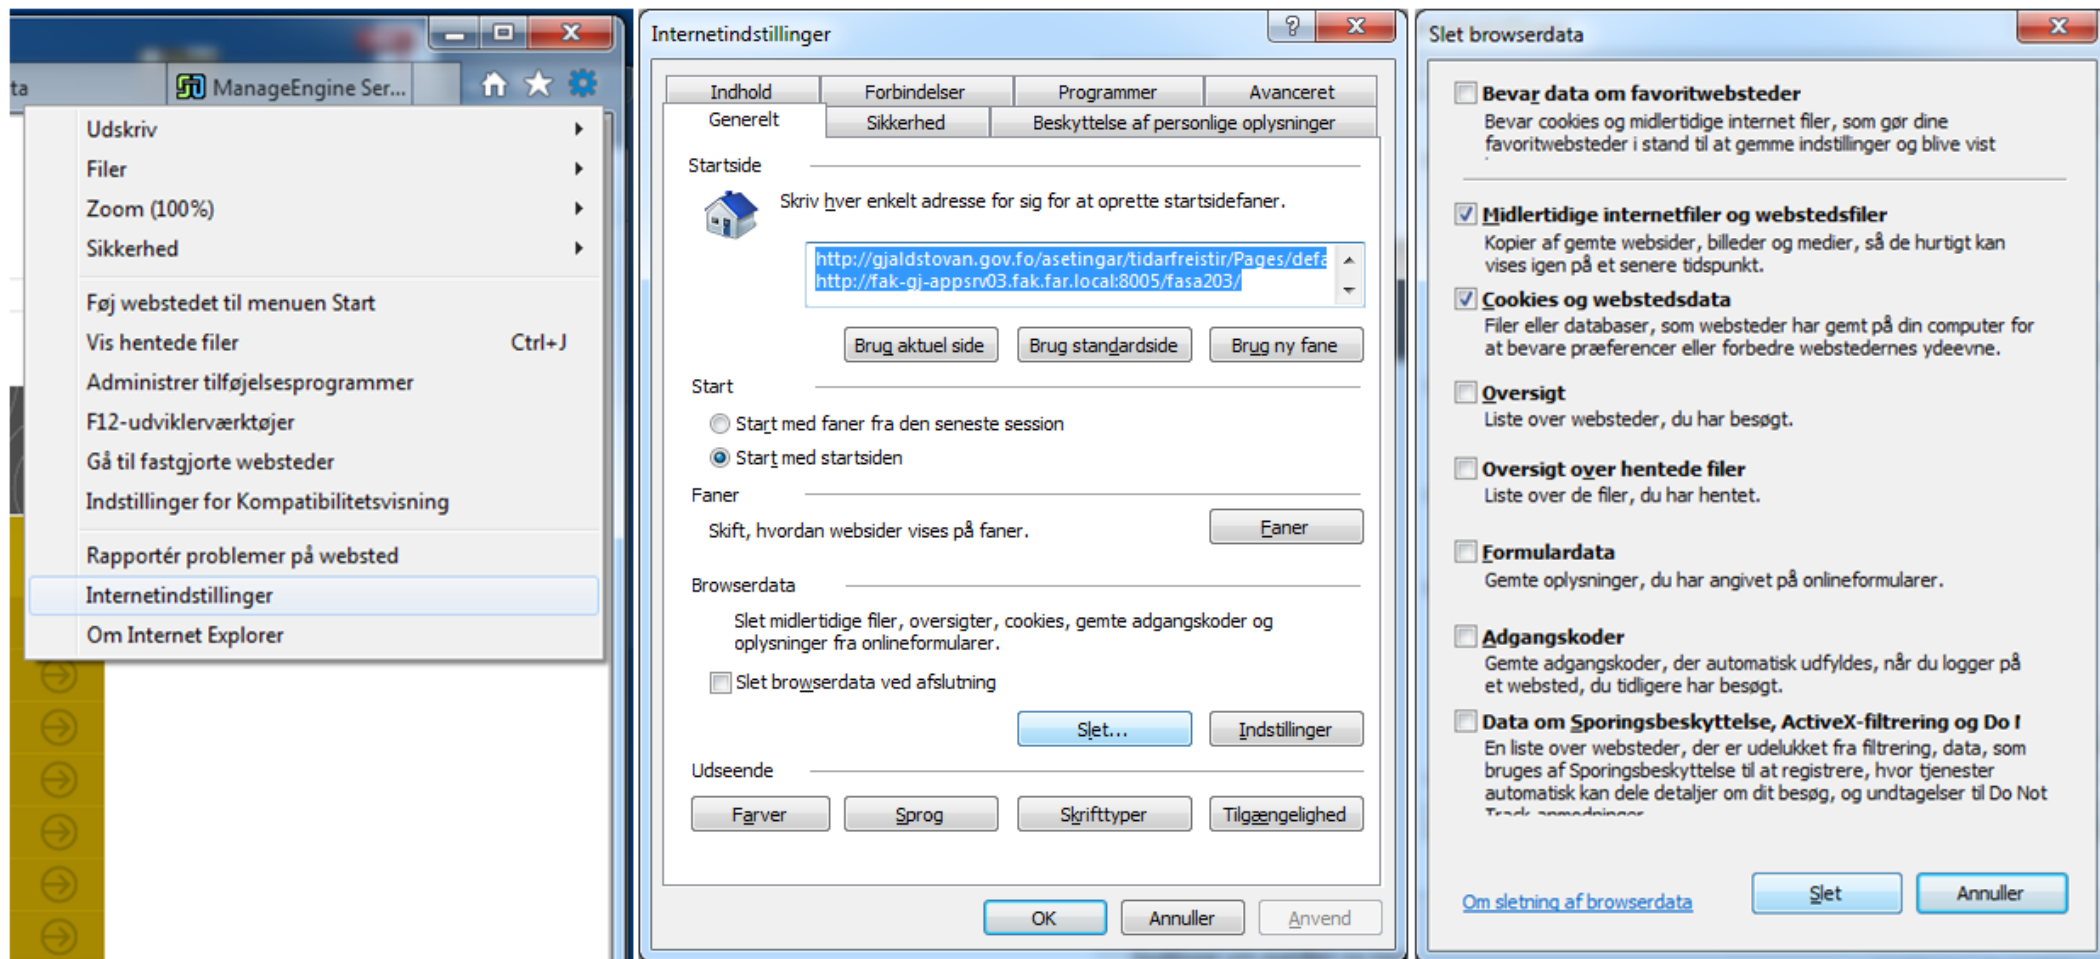 ta
ManageEngine Ser...
Udskriv
Filer
Zoom (100%)
Sikkerhed
Føj webstedet til menuen Start
Vis hentede filer Ctrl+J
Administrer tilføjelsesprogrammer
F12-udviklerværktøjer
Gå til fastgjorte websteder
Indstillinger for Kompatibilitetsvisning
Rapportér problemer på websted
Internetindstillinger
Om Internet Explorer
Internetindstillinger
Indhold Forbindelser Programmer Avanceret
Generelt Sikkerhed Beskyttelse af personlige oplysninger
Startside
Skriv hver enkelt adresse for sig for at oprette startsidefaner.
http://gjaldstovan.gov.fo/asetingar/tidarfreistir/Pages/defa
http://fak-gj-appsrv03.fak.far.local:8005/fasa203/
Brug aktuel side Brug standardside Brug ny fane
Start
Start med faner fra den seneste session
Start med startsiden
Faner
Skift, hvordan websider vises på faner. Faner
Browserdata
Slet midlertidige filer, oversigter, cookies, gemte adgangskoder og
oplysninger fra onlineformularer.
Slet browserdata ved afslutning
Slet... Indstillinger
Udseende
Farver Sprog Skrifttyper Tilgængelighed
OK Annuller Anvend
Slet browserdata
Bevar data om favoritwebsteder
Bevar cookies og midlertidige internet filer, som gør dine
favoritwebsteder i stand til at gemme indstillinger og blive vist
Midlertidige internetfiler og webstedsfiler
Kopier af gemte websider, billeder og medier, så de hurtigt kan
vises igen på et senere tidspunkt.
Cookies og webstedsdata
Filer eller databaser, som websteder har gemt på din computer for
at bevare præferencer eller forbedre webstedernes ydeevne.
Oversigt
Liste over websteder, du har besøgt.
Oversigt over hentede filer
Liste over de filer, du har hentet.
Formulardata
Gemte oplysninger, du har angivet på onlineformularer.
Adgangskoder
Gemte adgangskoder, der automatisk udfyldes, når du logger på
et websted, du tidligere har besøgt.
Data om Sporingsbeskyttelse, ActiveX-filtrering og Do
En liste over websteder, der er udelukket fra filtrering, data, som
bruges af Sporingsbeskyttelse til at registrere, hvor tjenester
automatisk kan dele detaljer om dit besøg, og undtagelser til Do Not
Track-anmodninger
Om sletning af browserdata Slet Annuller